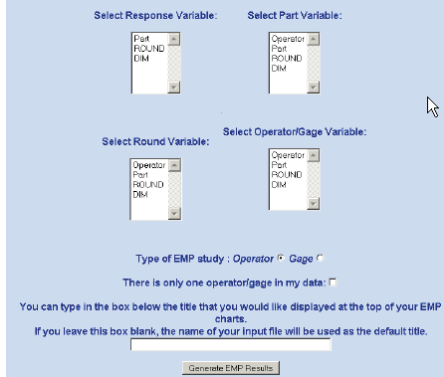 Select Response Variable: Select Part Variable:
Part
ROUND
DIM
Operator
Part
ROUND
DIM
Select Round Variable: Select Operator/Gage Variable:
Operator
Part
ROUND
DIM
Operator
Part
ROUND
DIM
Type of EMP study : Operator Gage
There is only one operator/gage in my data:
You can type in the box below the title that you would like displayed at the top of your EMP
charts.
If you leave this box blank, the name of your input file will be used as the default title.
Generate EMP Results